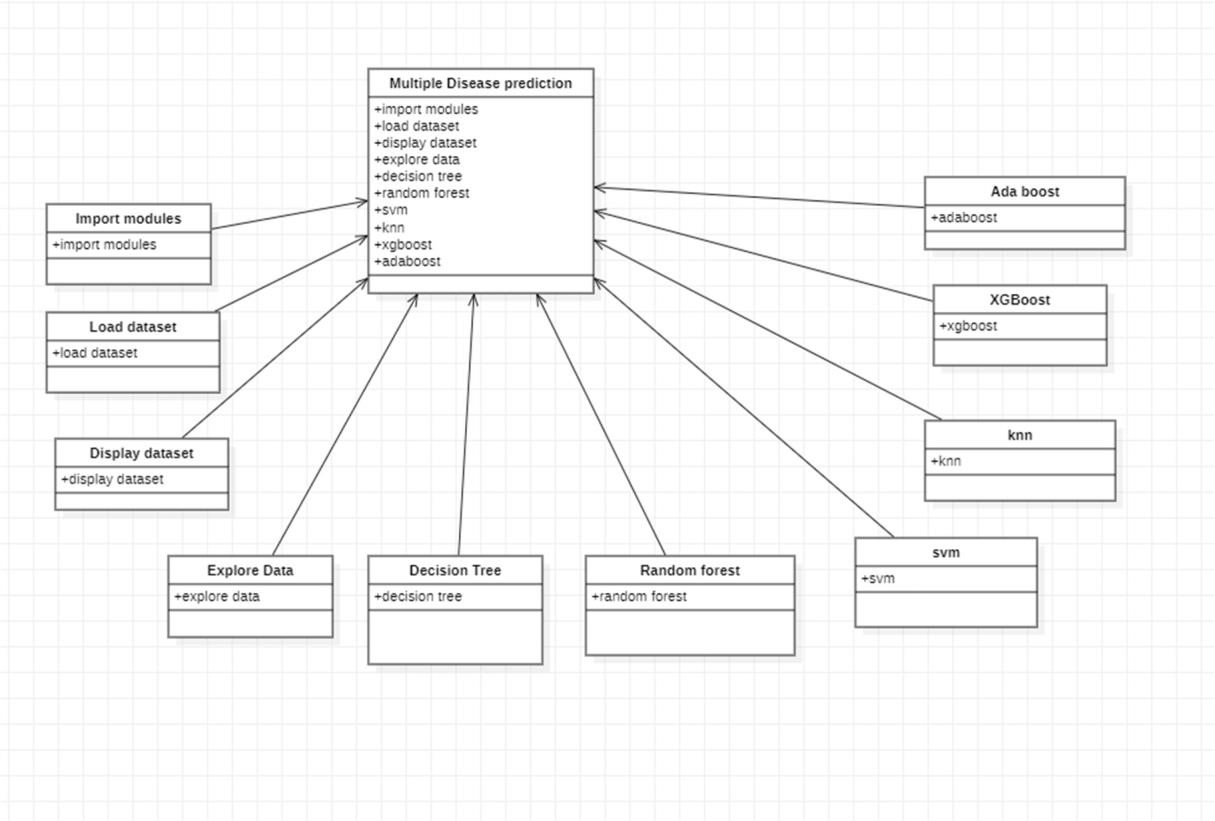 Multiple Disease prediction
+import modules
+load dataset
+display dataset
+explore data
+decision tree
+random forest
+svm
+knn
+xgboost
+adaboost
Import modules
+import modules
Load dataset
+load dataset
Display dataset
+display dataset
Explore Data
+explore data
Decision Tree
+decision tree
Random forest
+random forest
svm
+svm
knn
+knn
XGBoost
+xgboost
Ada boost
+adaboost